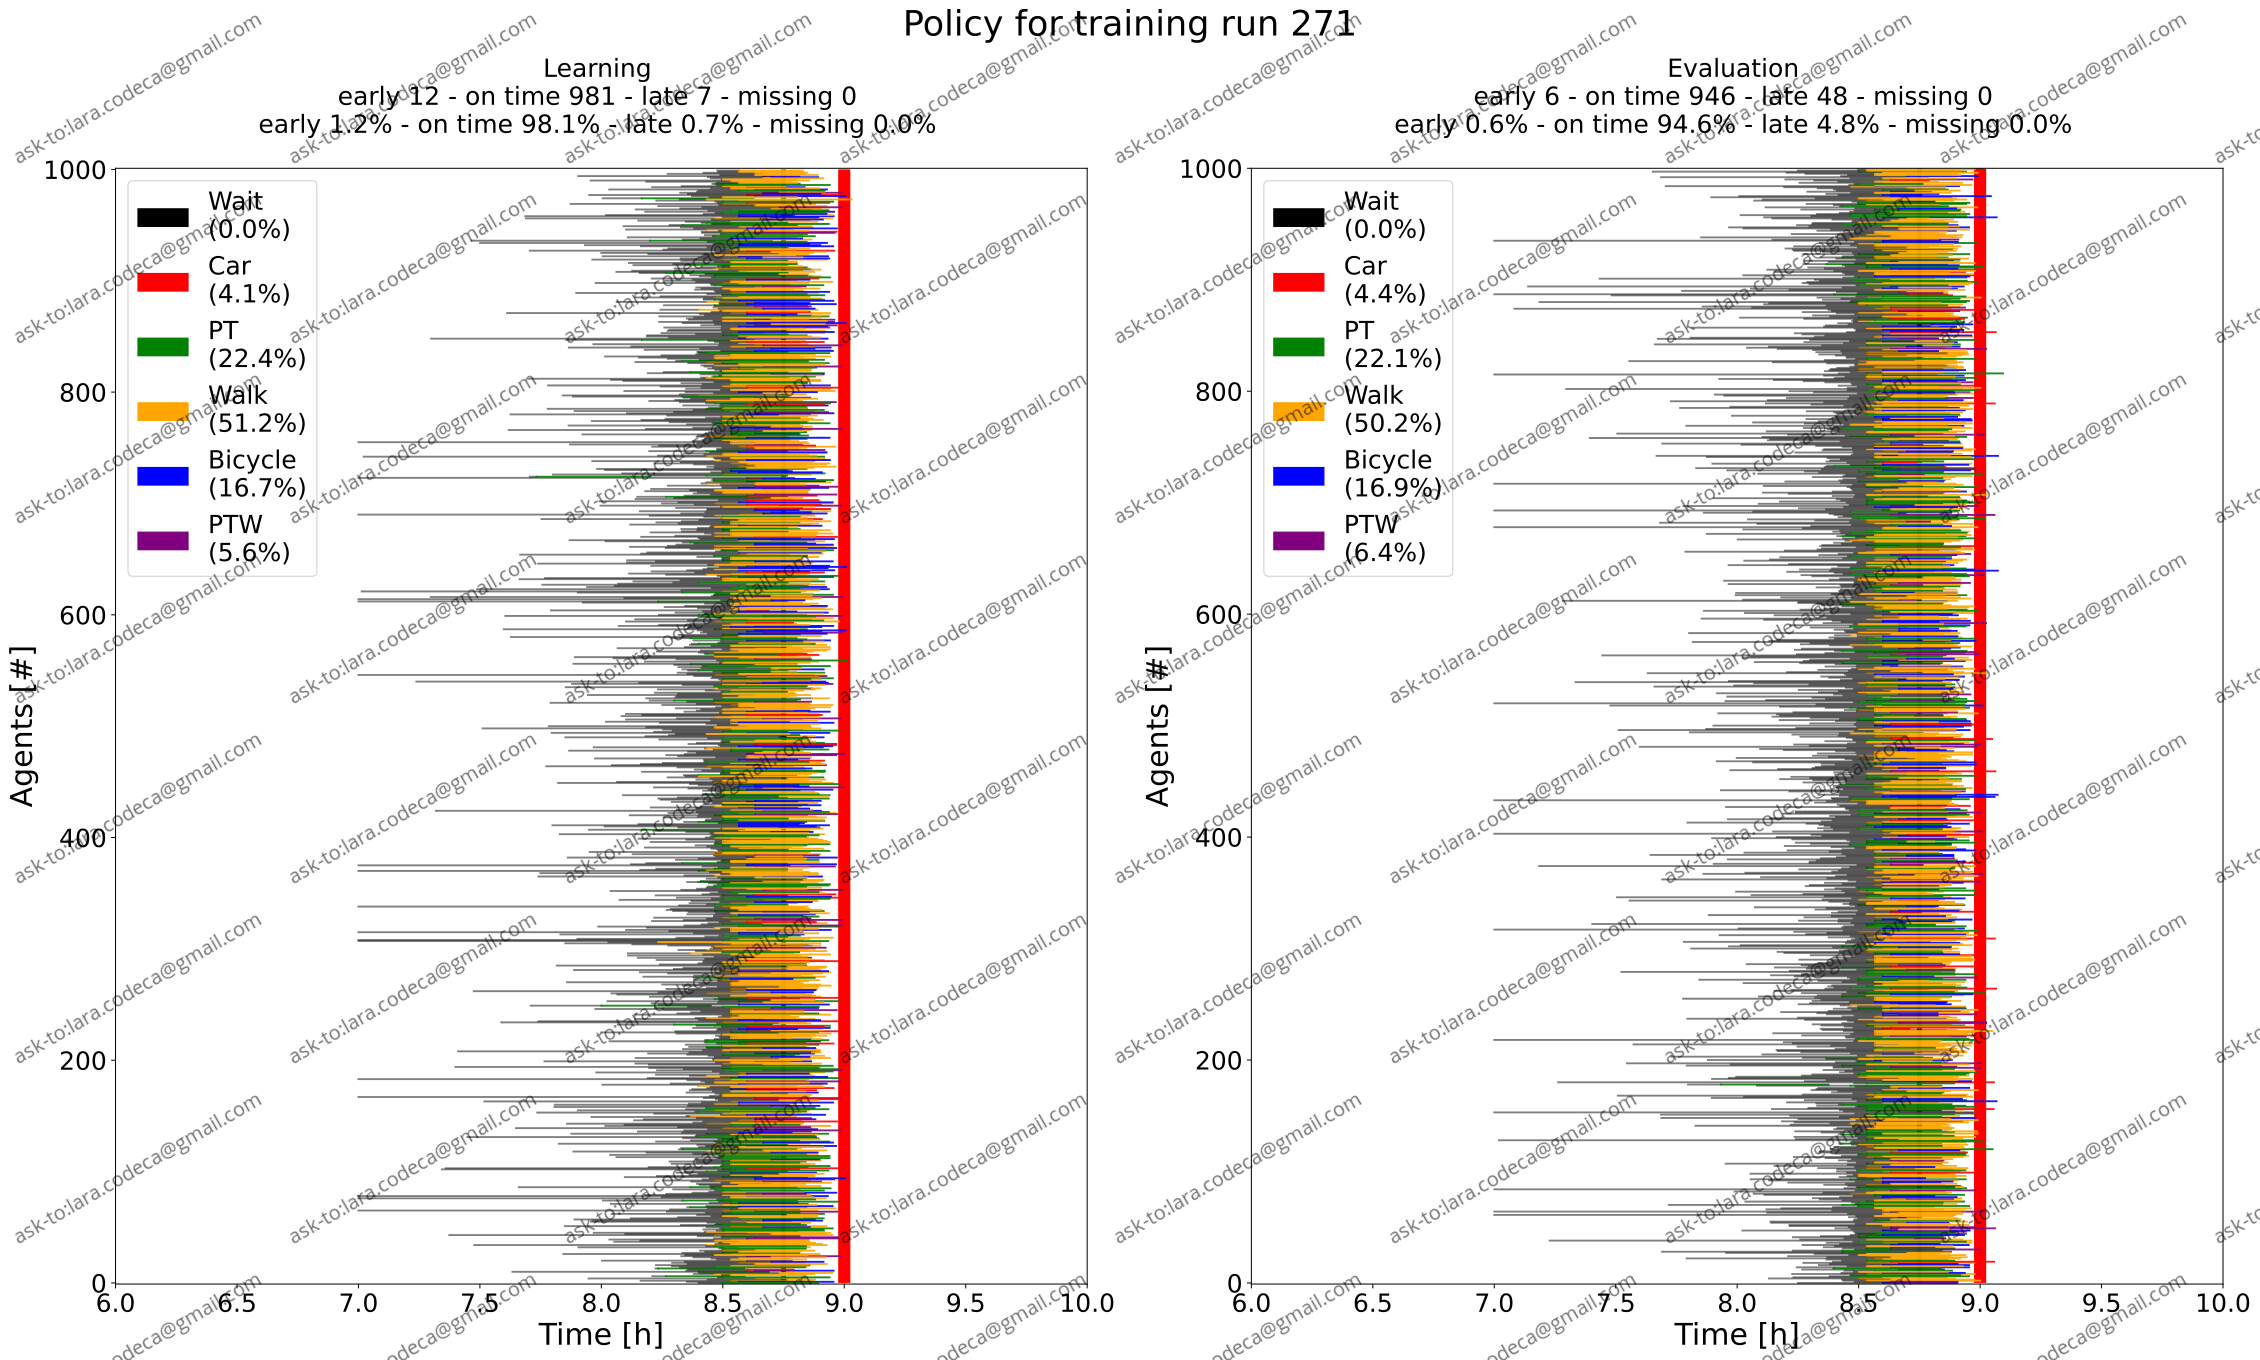 Policy for training run 271
Learning
early 12 - on time 981 - late 7 - missing 0
early 1.2% - on time 98.1% - late 0.7% - missing 0.0%
1000
800
600
400
200
0
Agents [#]
Wait
(0.0%)
Car
(4.1%)
PT
(22.4%)
Walk
(51.2%)
Bicycle
(16.7%)
PTW
(5.6%)
6.0 6.5 7.0 7.5 8.0 8.5 9.0 9.5 10.0
Time [h]
Evaluation
early 6 - on time 946 - late 48 - missing 0
early 0.6% - on time 94.6% - late 4.8% - missing 0.0%
1000
800
600
400
200
0
Agents [#]
Wait
(0.0%)
Car
(4.4%)
PT
(22.1%)
Walk
(50.2%)
Bicycle
(16.9%)
PTW
(6.4%)
6.0 6.5 7.0 7.5 8.0 8.5 9.0 9.5 10.0
Time [h]
ask-to:lara.codeca@gmail.com